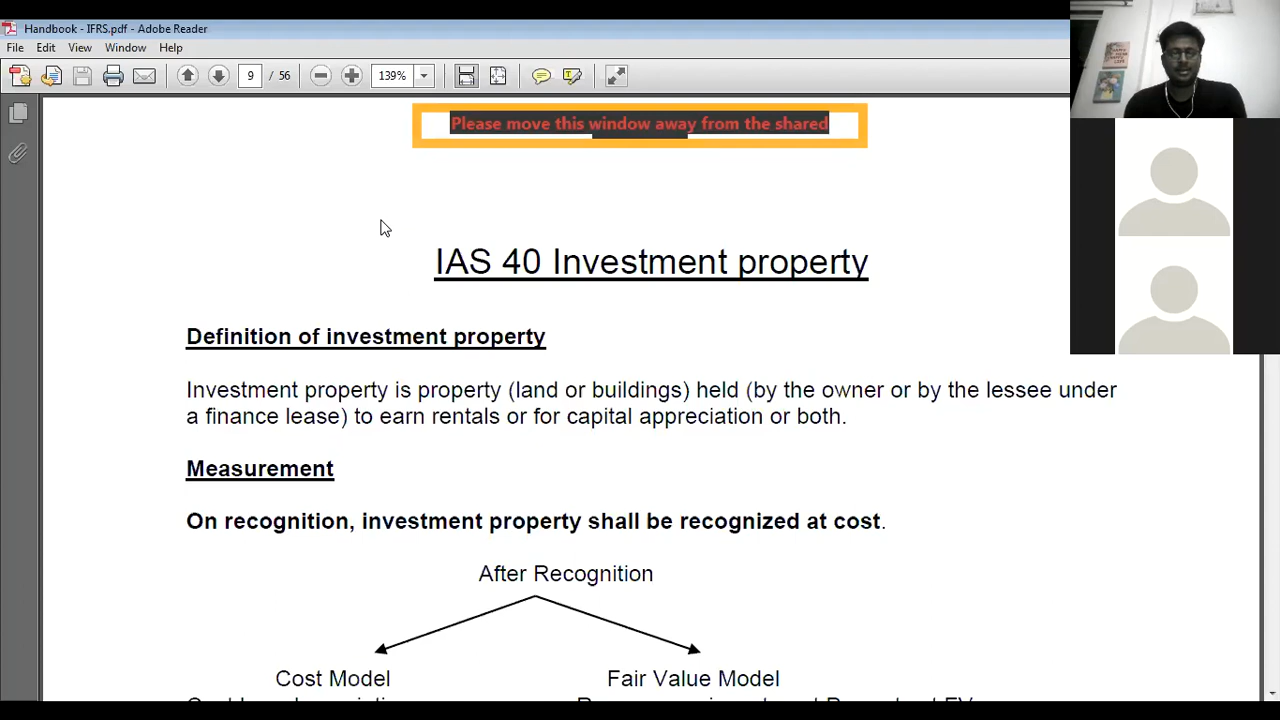 Handbook - IFRS.pdf - Adobe Reader
File Edit View Window Help
9 / 56 139%
Please move this window away from the shared
IAS 40 Investment property
Definition of investment property
Investment property is property (land or buildings) held (by the owner or by the lessee under
a finance lease) to earn rentals or for capital appreciation or both.
Measurement
On recognition, investment property shall be recognized at cost.
After Recognition
Cost Model Fair Value Model